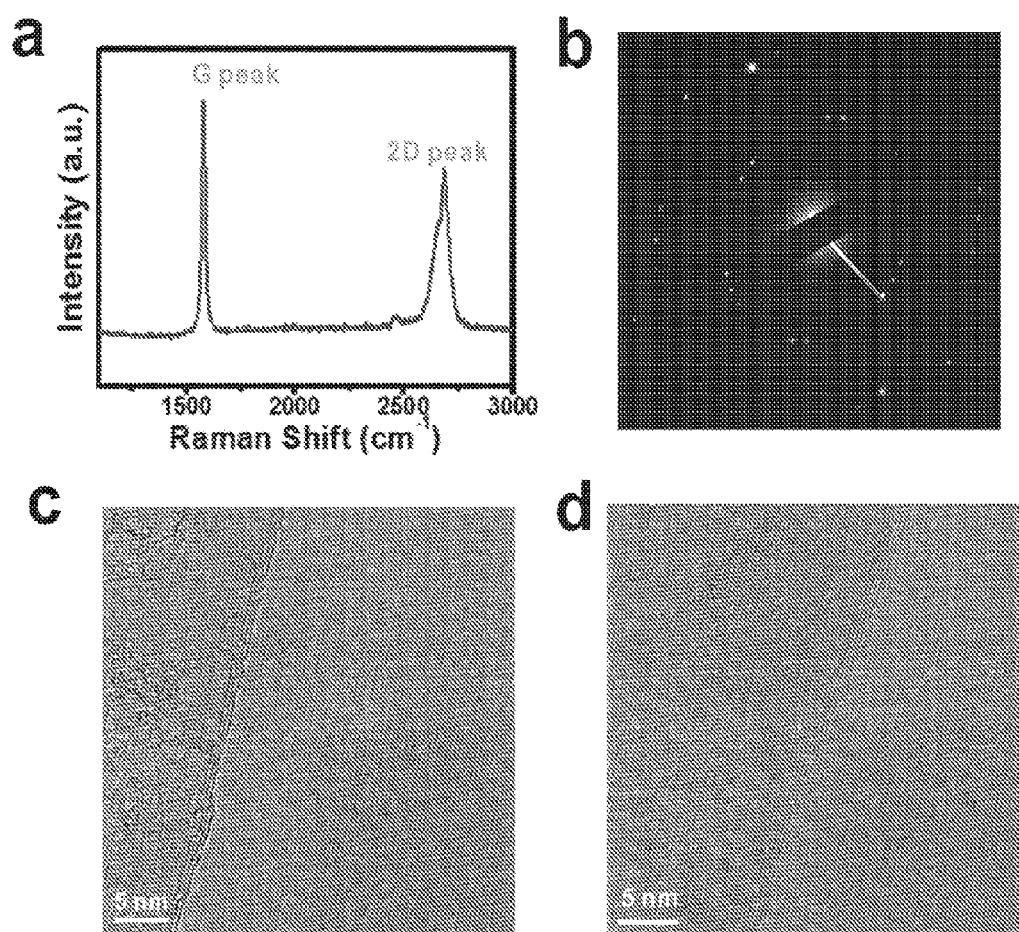 a
b
G peak
2D peak
Intensity (a.u.)
1500 2000 2500 3000
Raman Shift (cm⁻¹)
c
d
5 nm
5 nm